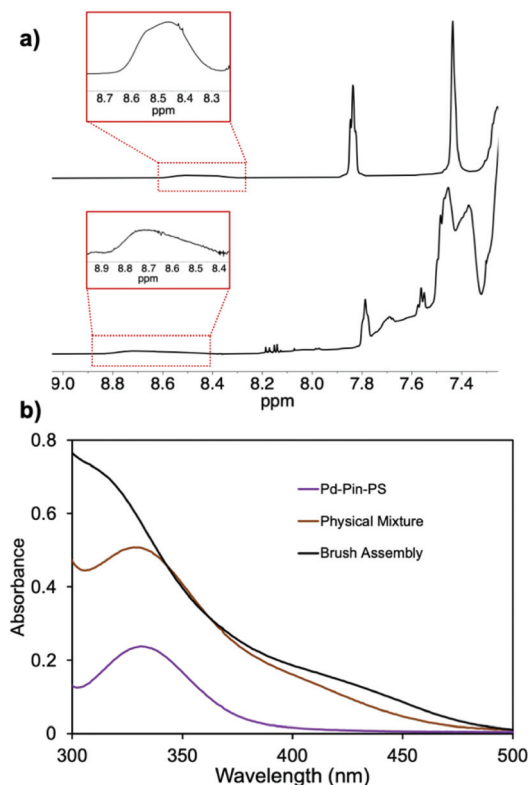 a)
8.7 8.6 8.5 8.4 8.3
ppm
8.9 8.8 8.7 8.6 8.5 8.4
ppm
9.0 8.8 8.6 8.4 8.2 8.0 7.8 7.6 7.4
ppm
b)
0.8
0.6
0.4
0.2
0
Absorbance
Pd-Pin-PS
Physical Mixture
Brush Assembly
300 350 400 450 500
Wavelength (nm)